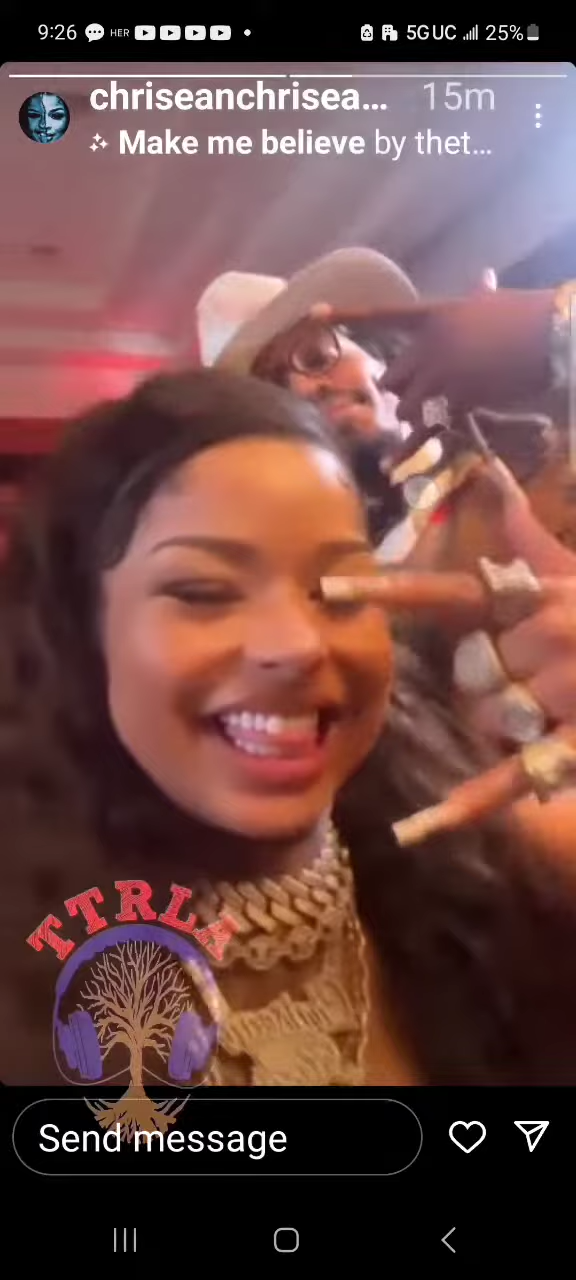 9:26 HER 5G UC 25%
chriseanchrisea... 15m
Make me believe by thet...
TTRLA
Send message